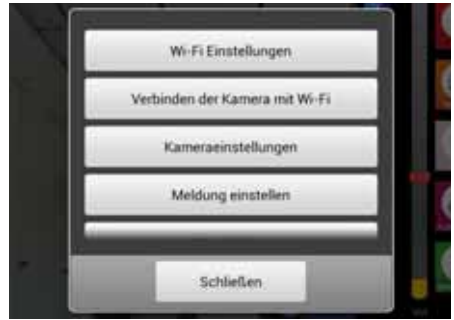 Wi-Fi Einstellungen
Verbinden der Kamera mit Wi-Fi
Kameraeinstellungen
Meldung einstellen
Schließen